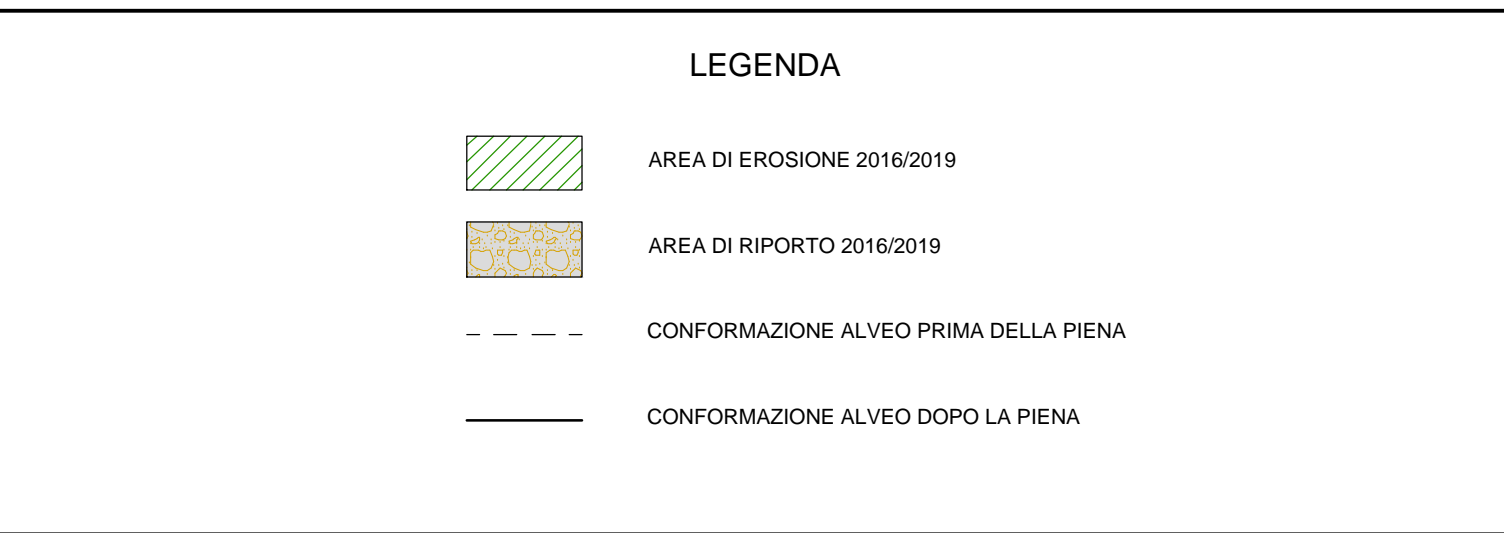 LEGENDA
AREA DI EROSIONE 2016/2019
AREA DI RIPORTO 2016/2019
CONFORMAZIONE ALVEO PRIMA DELLA PIENA
CONFORMAZIONE ALVEO DOPO LA PIENA